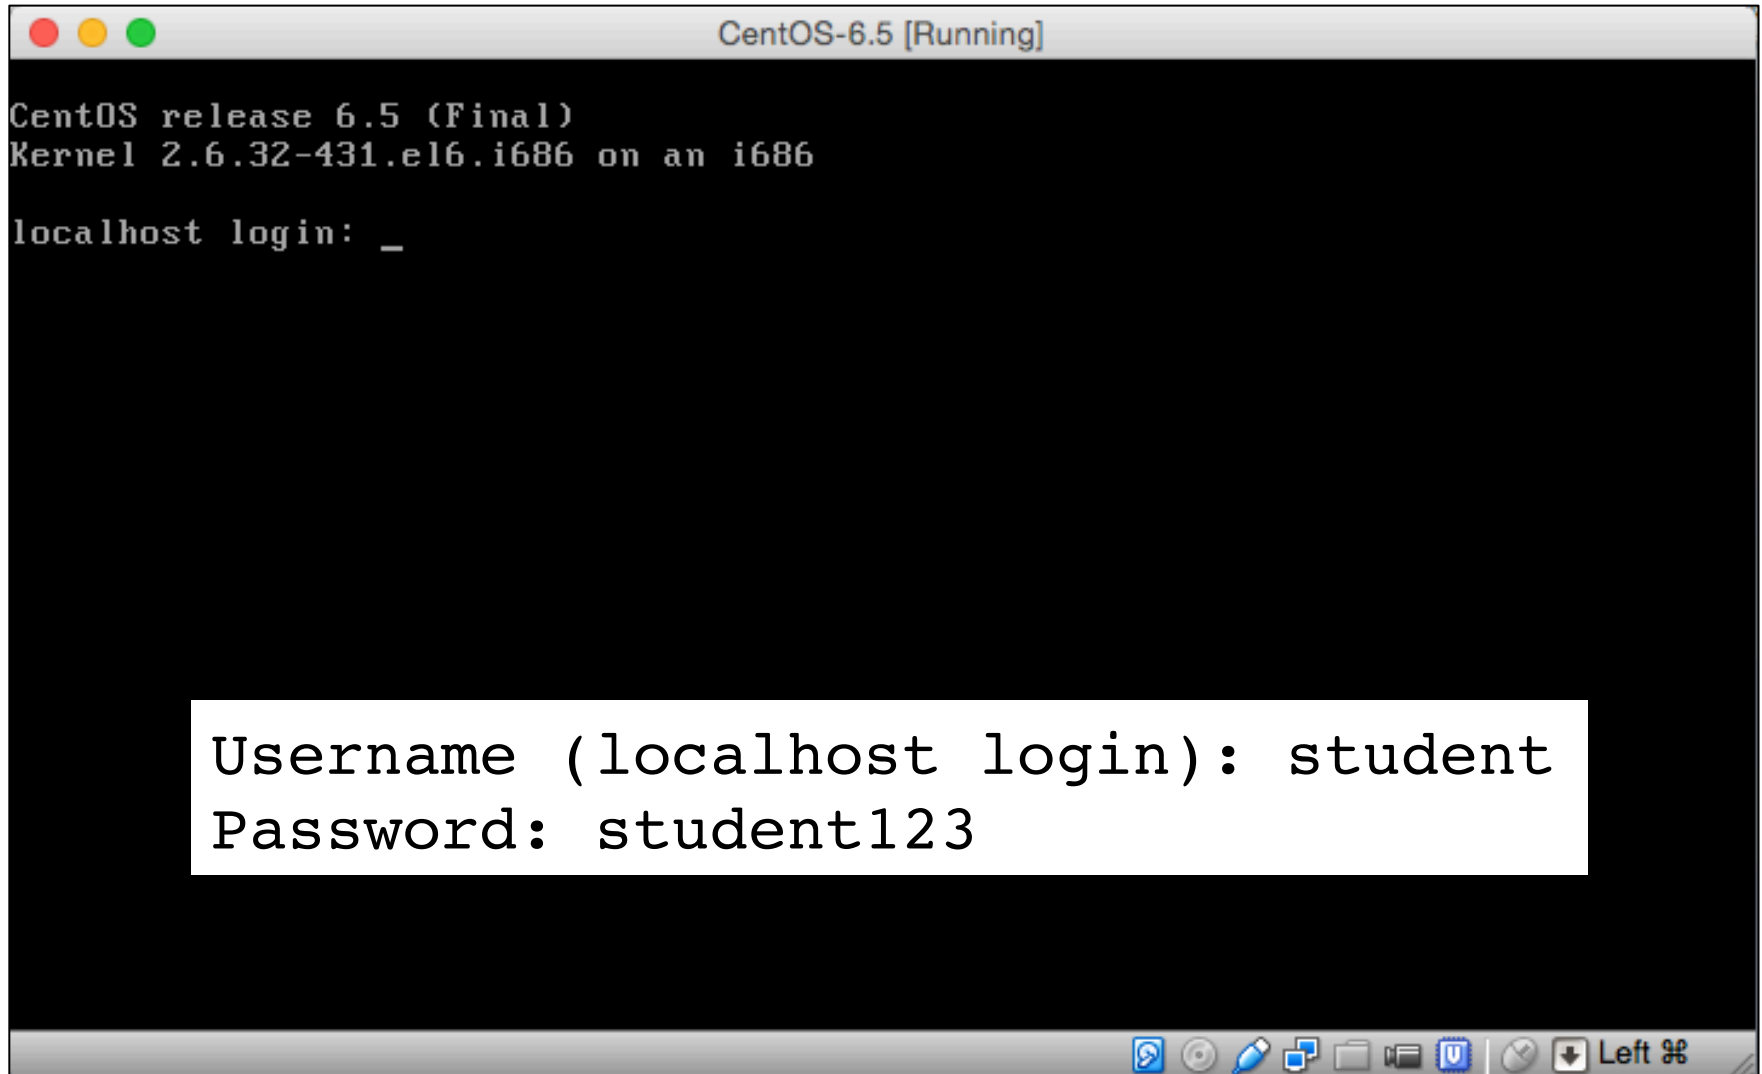 CentOS-6.5 [Running]
CentOS release 6.5 (Final)
Kernel 2.6.32-431.el6.i686 on an i686
localhost login: _
Username (localhost login): student
Password: student123
Left ⌘